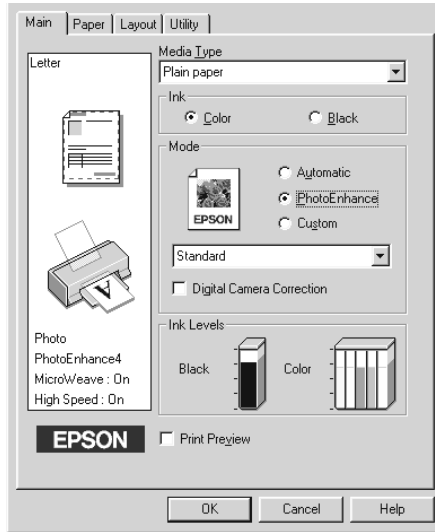 Main Paper Layout Utility
Letter
Media Type
Plain paper
Ink
Color Black
Mode
Automatic
PhotoEnhance
Custom
EPSON
Standard
Digital Camera Correction
Ink Levels
Black Color
A
Photo
PhotoEnhance4
MicroWeave : On
High Speed : On
EPSON
Print Preview
OK Cancel Help